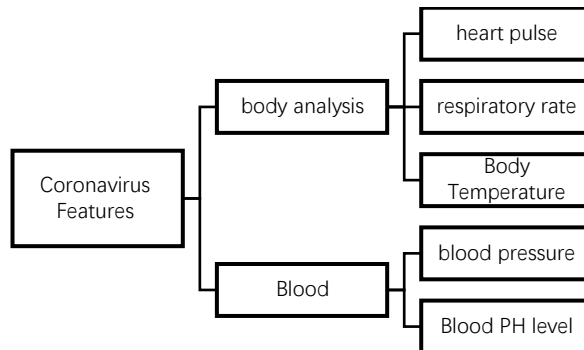 heart pulse
body analysis
respiratory rate
Coronavirus
Features
Body
Temperature
blood pressure
Blood
Blood PH level